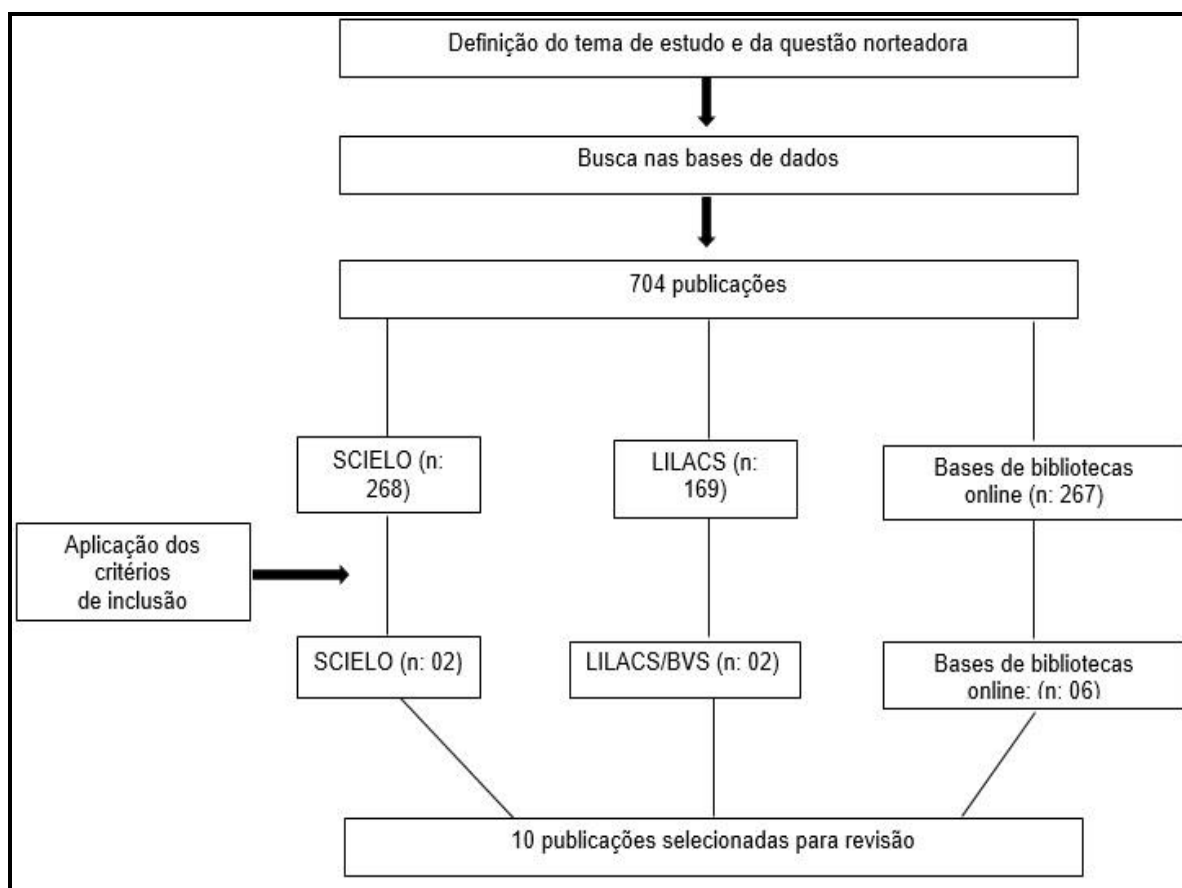 Definição do tema de estudo e da questão norteadora
Busca nas bases de dados
704 publicações
SCIELO (n:
268)
LILACS (n:
169)
Bases de bibliotecas
online (n: 267)
Aplicação dos
critérios
de inclusão
SCIELO (n: 02)
LILACS/BVS (n: 02)
Bases de bibliotecas
online: (n: 06)
10 publicações selecionadas para revisão